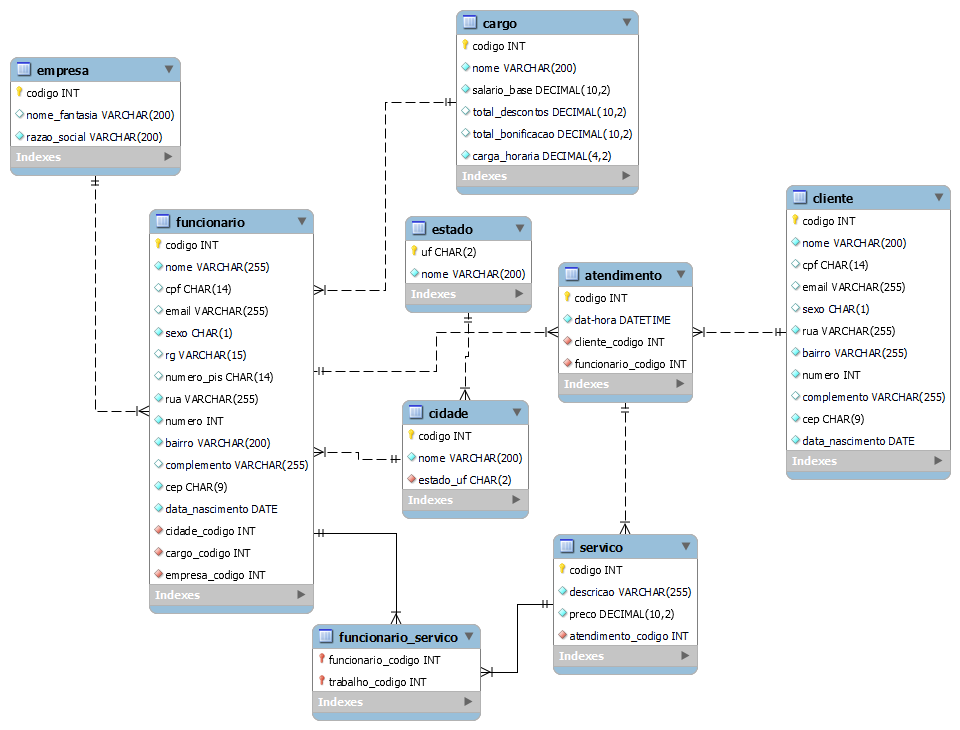 cargo
codigo INT
nome VARCHAR(200)
salario_base DECIMAL(10,2)
total_descontos DECIMAL(10,2)
total_bonificacao DECIMAL(10,2)
carga_horaria DECIMAL(4,2)
Indexes
empresa
codigo INT
nome_fantasia VARCHAR(200)
razao_social VARCHAR(200)
Indexes
funcionario
codigo INT
nome VARCHAR(255)
cpf CHAR(14)
email VARCHAR(255)
sexo CHAR(1)
rg VARCHAR(15)
numero_pis CHAR(14)
rua VARCHAR(255)
numero INT
bairro VARCHAR(200)
complemento VARCHAR(255)
cep CHAR(9)
data_nascimento DATE
cidade_codigo INT
cargo_codigo INT
empresa_codigo INT
Indexes
estado
uf CHAR(2)
nome VARCHAR(200)
Indexes
atendimento
codigo INT
dat-hora DATETIME
cliente_codigo INT
funcionario_codigo INT
Indexes
cliente
codigo INT
nome VARCHAR(200)
cpf CHAR(14)
email VARCHAR(255)
sexo CHAR(1)
rua VARCHAR(255)
bairro VARCHAR(255)
numero INT
complemento VARCHAR(255)
cep CHAR(9)
data_nascimento DATE
Indexes
cidade
codigo INT
nome VARCHAR(200)
estado_uf CHAR(2)
Indexes
servico
codigo INT
descricao VARCHAR(255)
preco DECIMAL(10,2)
atendimento_codigo INT
Indexes
funcionario_servico
funcionario_codigo INT
trabalho_codigo INT
Indexes